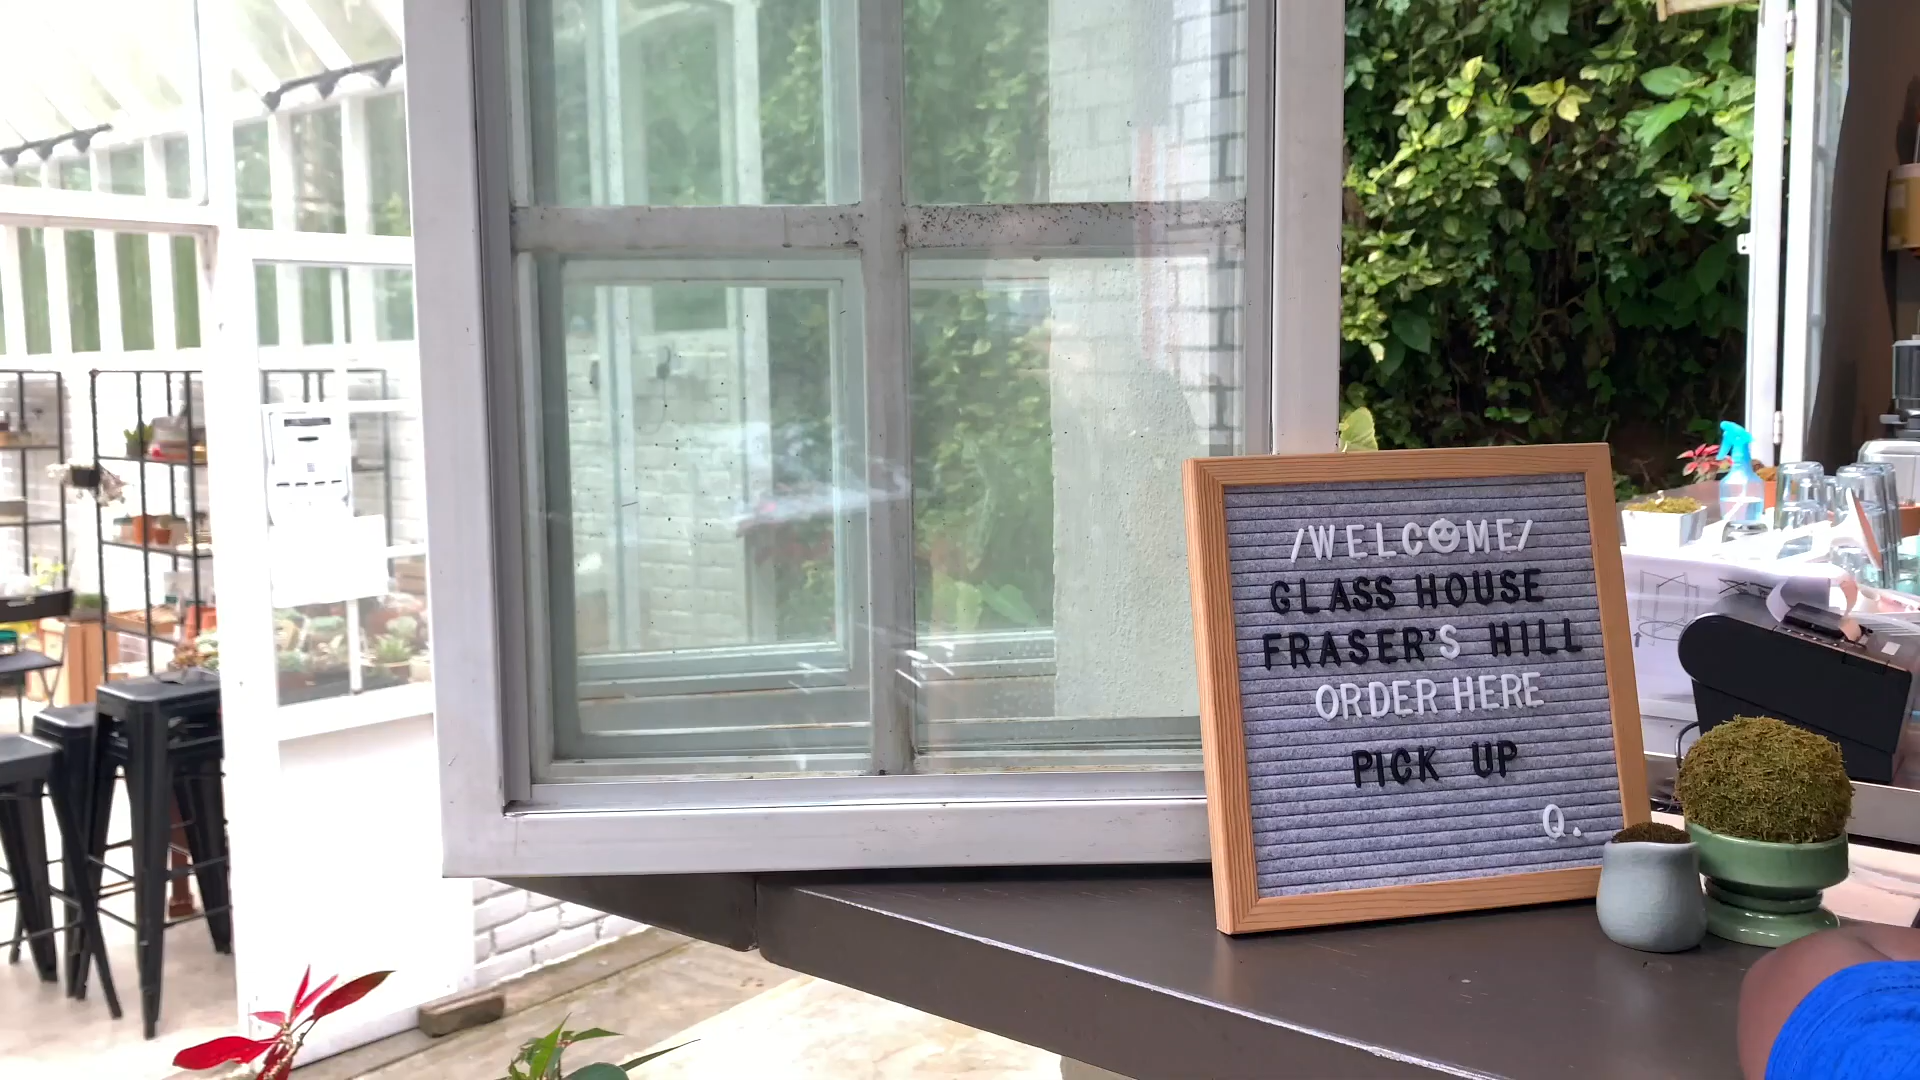 /WELCOME/
GLASS HOUSE
FRASER'S HILL
ORDER HERE
PICK UP
Q.